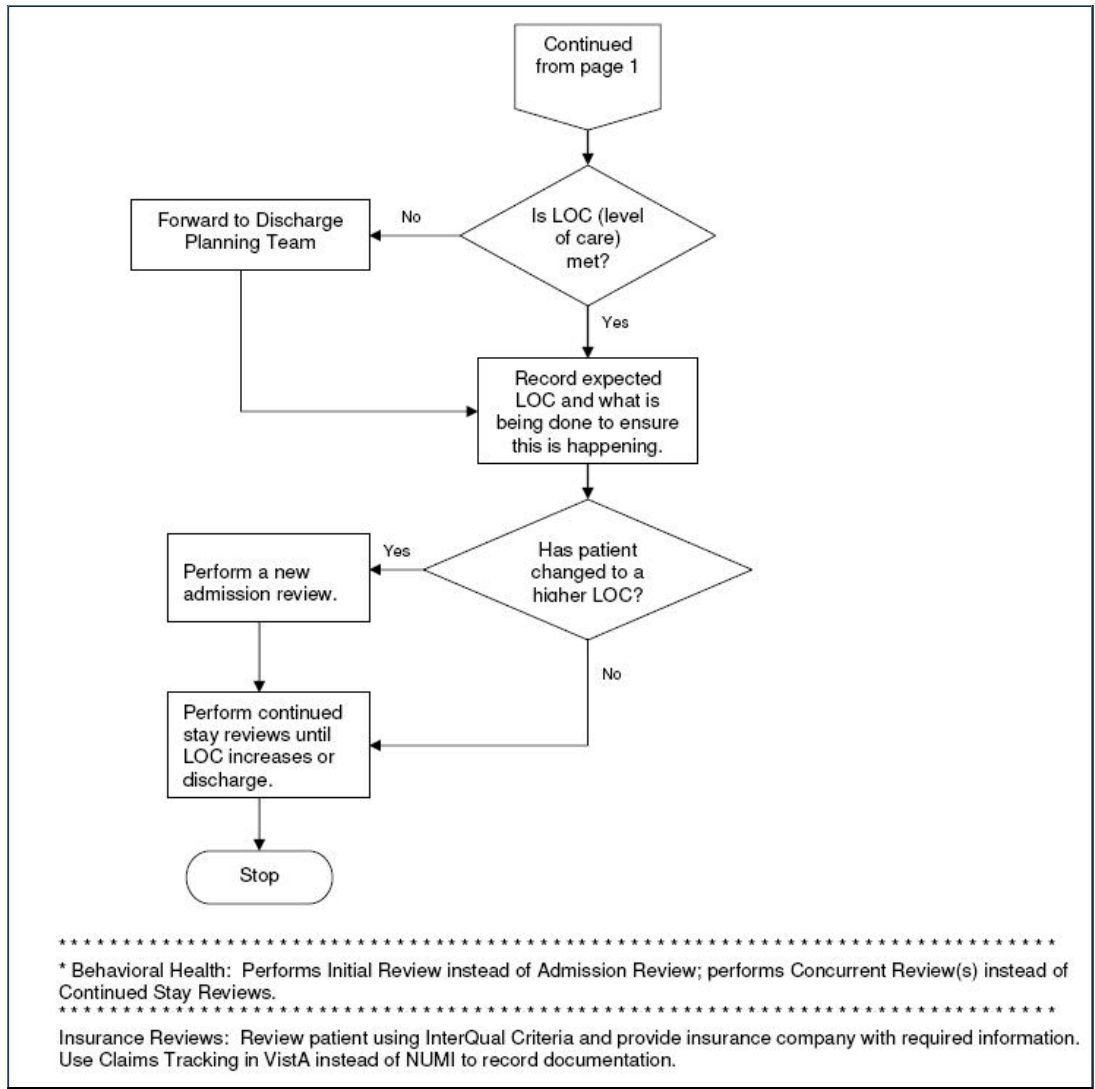 Continued
from page 1
Is LOC (level
of care)
met?
No
Forward to Discharge
Planning Team
Yes
Record expected
LOC and what is
being done to ensure
this is happening.
Has patient
changed to a
higher LOC?
Yes
Perform a new
admission review.
No
Perform continued
stay reviews until
LOC increases or
discharge.
Stop
* * * * * * * * * * * * * * * * * * * * * * * * * * * * * * * * * * * * * * * * * * * * * * * * * * * * * * * * * * * * * * * * * * * * * * * * * * * *
* Behavioral Health: Performs Initial Review instead of Admission Review; performs Concurrent Review(s) instead of
Continued Stay Reviews.
* * * * * * * * * * * * * * * * * * * * * * * * * * * * * * * * * * * * * * * * * * * * * * * * * * * * * * * * * * * * * * * * * * * * * * * * * * * *
Insurance Reviews: Review patient using InterQual Criteria and provide insurance company with required information.
Use Claims Tracking in VistA instead of NUMI to record documentation.